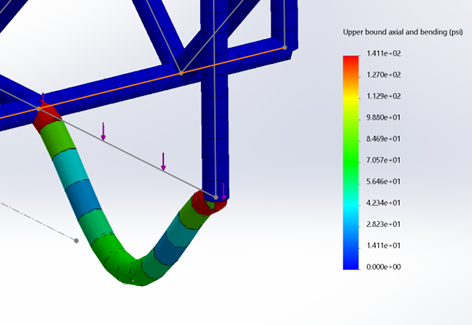 Upper bound axial and bending (psi)
1.411e+02
1.270e+02
1.129e+02
9.880e+01
8.469e+01
7.057e+01
5.646e+01
4.234e+01
2.823e+01
1.411e+01
0.000e+00